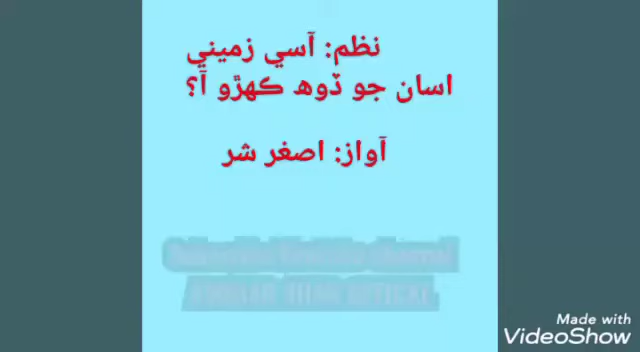 نظم: آسي زميني
اسان جو ڏوھ ڪهڙو آ؟
آواز: اصغر شر
Made with
VideoShow